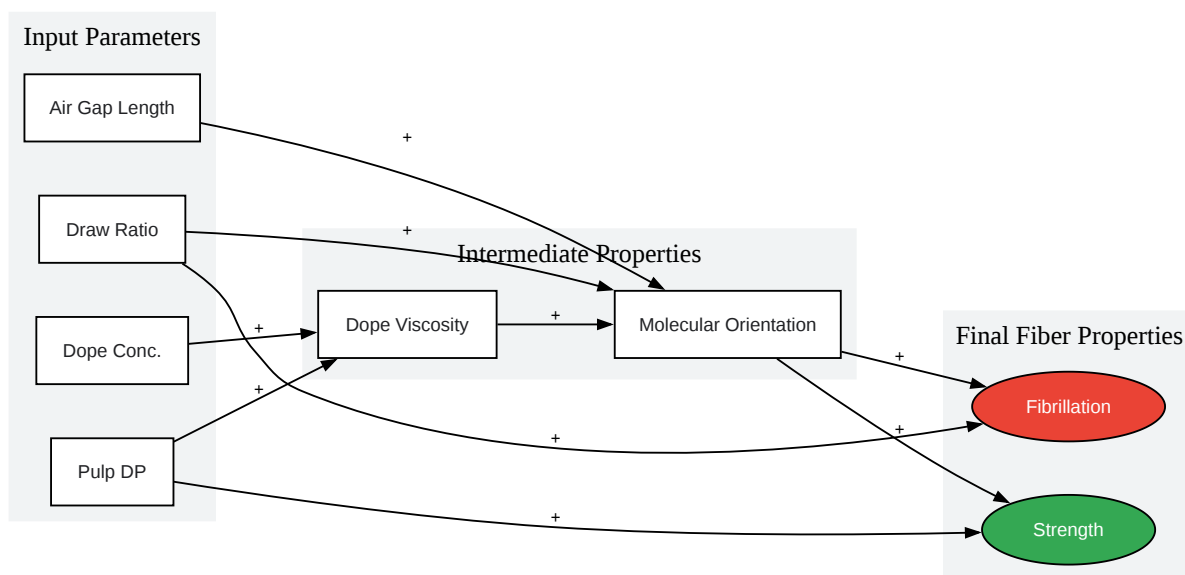 Input Parameters
Air Gap Length
+
Draw Ratio
+
Intermediate Properties
Dope Conc.
+
Dope Viscosity
+
Molecular Orientation
Final Fiber Properties
+
Fibrillation
+
+
+
Pulp DP
+
Strength